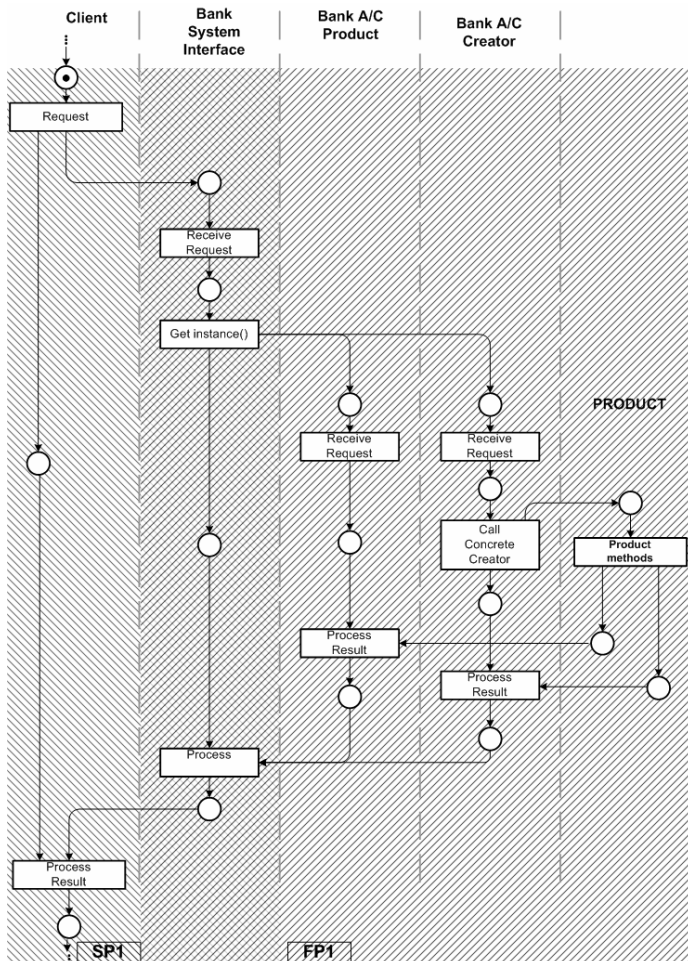 Client
Bank
System
Interface
Bank A/C
Product
Bank A/C
Creator
Request
Receive
Request
Get instance()
Receive
Request
Receive
Request
PRODUCT
Call
Concrete
Creator
Product
methods
Process
Result
Process
Result
Process
Process
Result
SP1
FP1